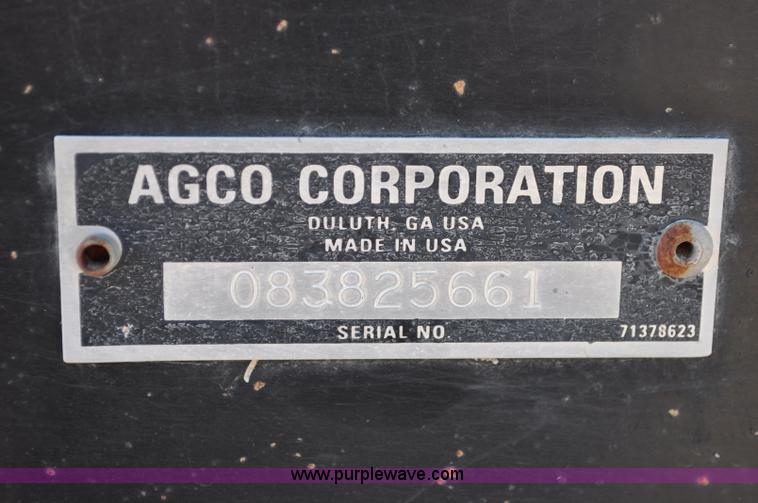 AGCO CORPORATION
DULUTH, GA USA
MADE IN USA
083825661
SERIAL NO
71378623
www.purplewave.com